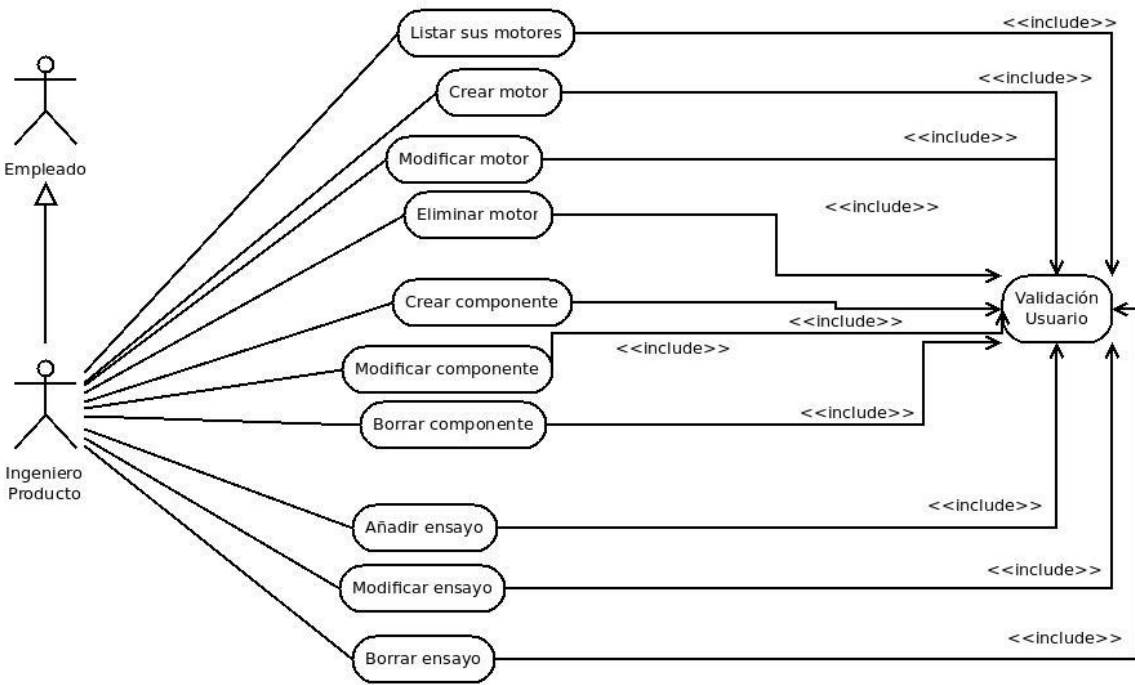 Listar sus motores
<<include>>
Crear motor
<<include>>
Empleado
Modificar motor
<<include>>
Eliminar motor
<<include>>
Crear componente
Validación
Usuario
<<include>>
<<include>>
Modificar componente
Borrar componente
<<include>>
Ingeniero
Producto
Añadir ensayo
<<include>>
Modificar ensayo
<<include>>
Borrar ensayo
<<include>>